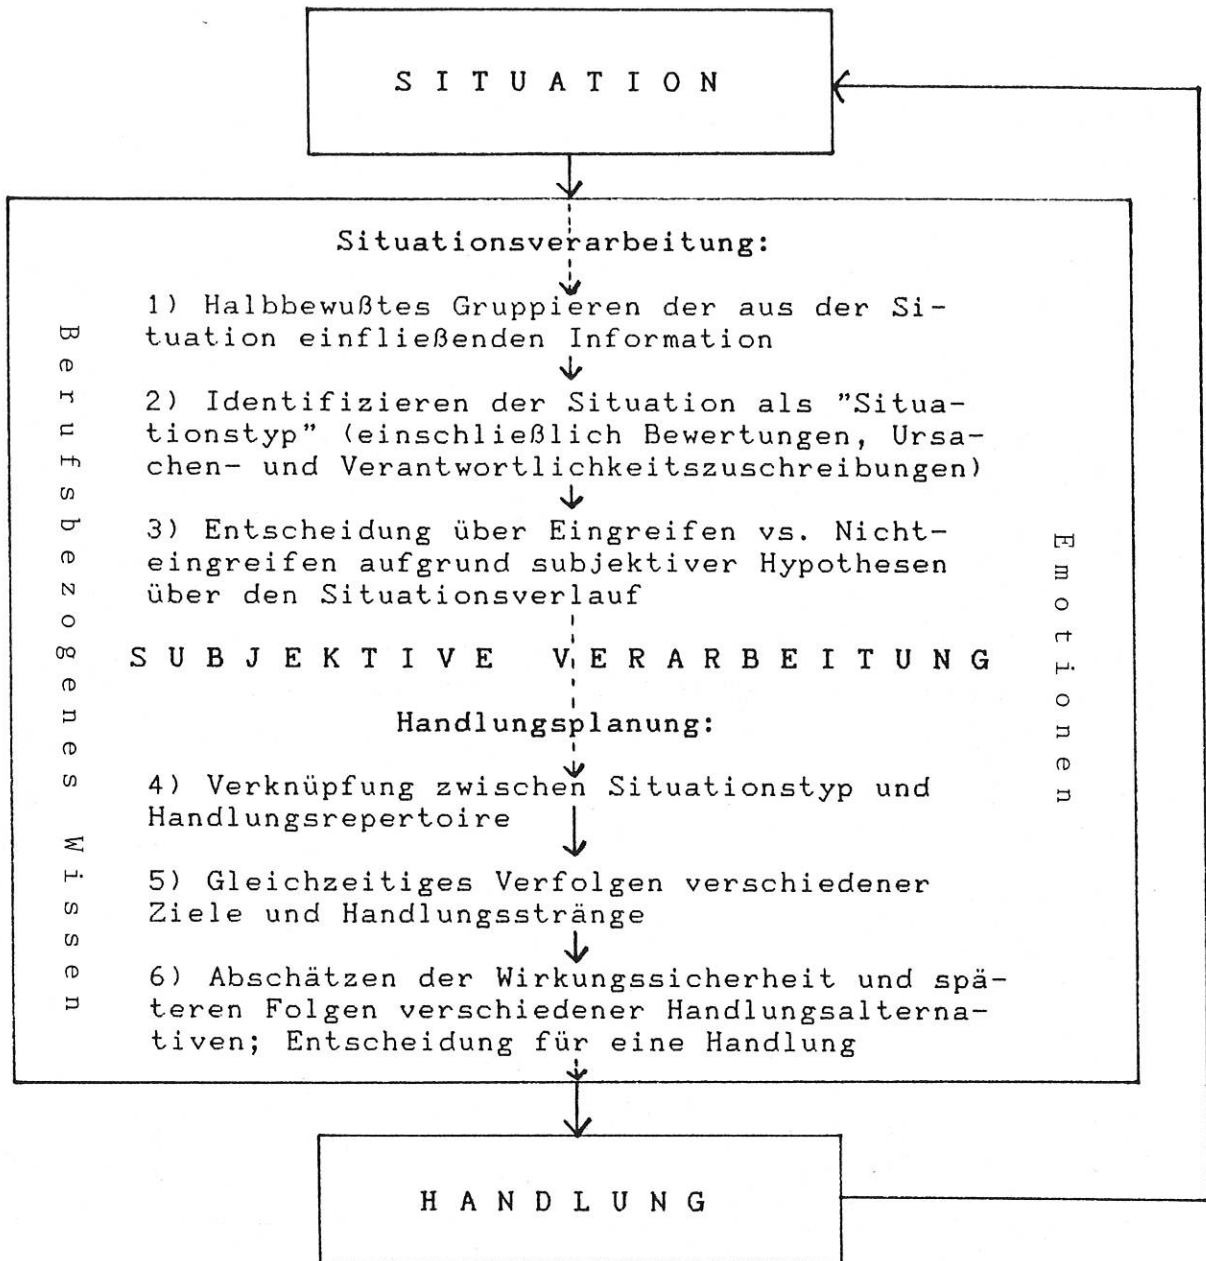 S I T U A T I O N
Situationsverarbeitung:
1) Halbbewußtes Gruppieren der aus der Si-
tuation einfließenden Information
2) Identifizieren der Situation als "Situa-
tionstyp" (einschließlich Bewertungen, Ursa-
chen- und Verantwortlichkeitszuschreibungen)
3) Entscheidung über Eingreifen vs. Nicht-
eingreifen aufgrund subjektiver Hypothesen
über den Situationsverlauf
S U B J E K T I V E V E R A R B E I T U N G
Handlungsplanung:
4) Verknüpfung zwischen Situationstyp und
Handlungsrepertoire
5) Gleichzeitiges Verfolgen verschiedener
Ziele und Handlungsstränge
6) Abschätzen der Wirkungssicherheit und spä-
teren Folgen verschiedener Handlungsalterna-
tiven; Entscheidung für eine Handlung
Berufsbezogenes Wissen
Emotionen
H A N D L U N G